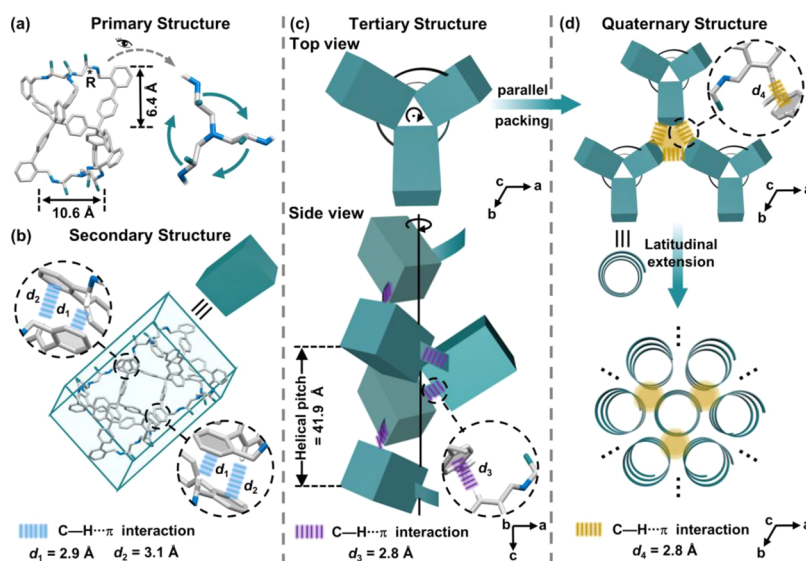 (a) Primary Structure
R
6.4 Å
10.6 Å
(b) Secondary Structure
d2
d1
d1
d2
C—H···π interaction
d1 = 2.9 Å d2 = 3.1 Å
(c) Tertiary Structure
Top view
parallel
packing
c
a
b
Side view
Helical pitch
= 41.9 Å
d3
b
a
c
C—H···π interaction
d3 = 2.8 Å
(d) Quaternary Structure
d4
c
a
b
Latitudinal
extension
C—H···π interaction
d4 = 2.8 Å
c
a
b